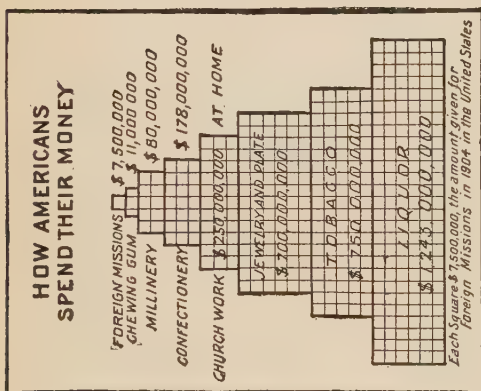 HOW AMERICANS
SPEND THEIR MONEY
FOREIGN MISSIONS $7,500,000
CHEWING GUM $11,000 000
MILLINERY $80,000,000
CONFECTIONERY $178,000,000
CHURCH WORK $250,000,000 AT HOME
JEWELRY AND PLATE
$700,000,000
TOBACCO
$750,000,000
LIQUOR
$1,243,000,000
Each Square $7,500,000, the amount given for
Foreign Missions in 1904 in the United States